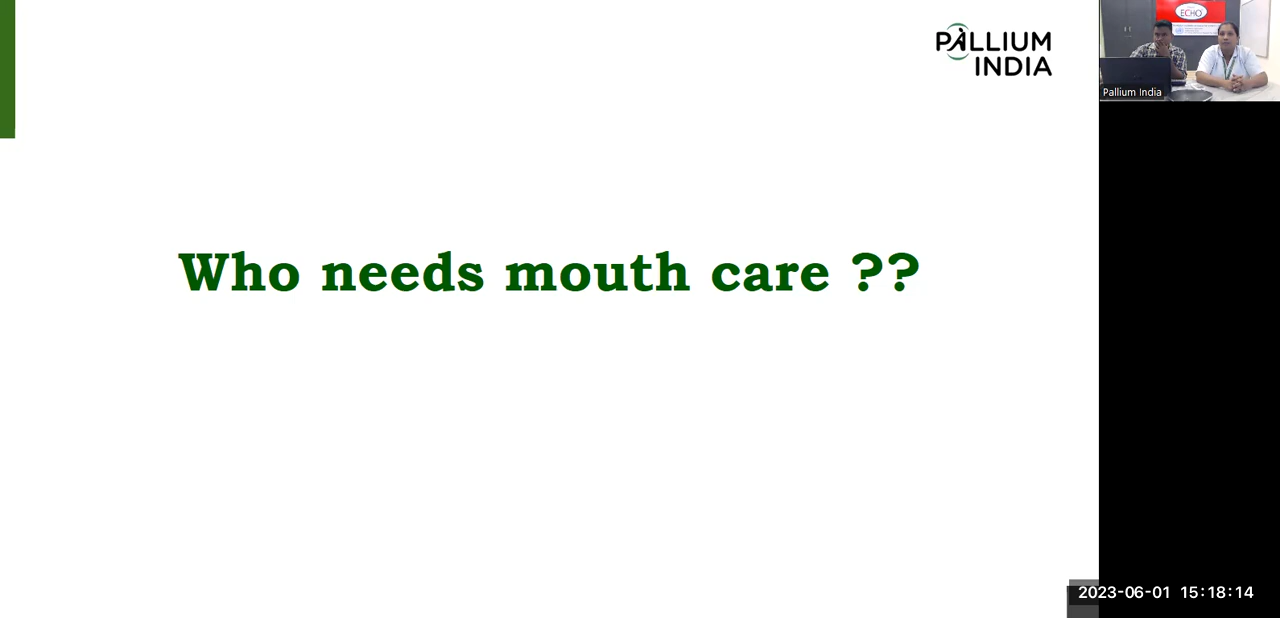 PALLIUM
INDIA
ECHO
Pallium India
Who needs mouth care ??
2023-06-01 15:18:14